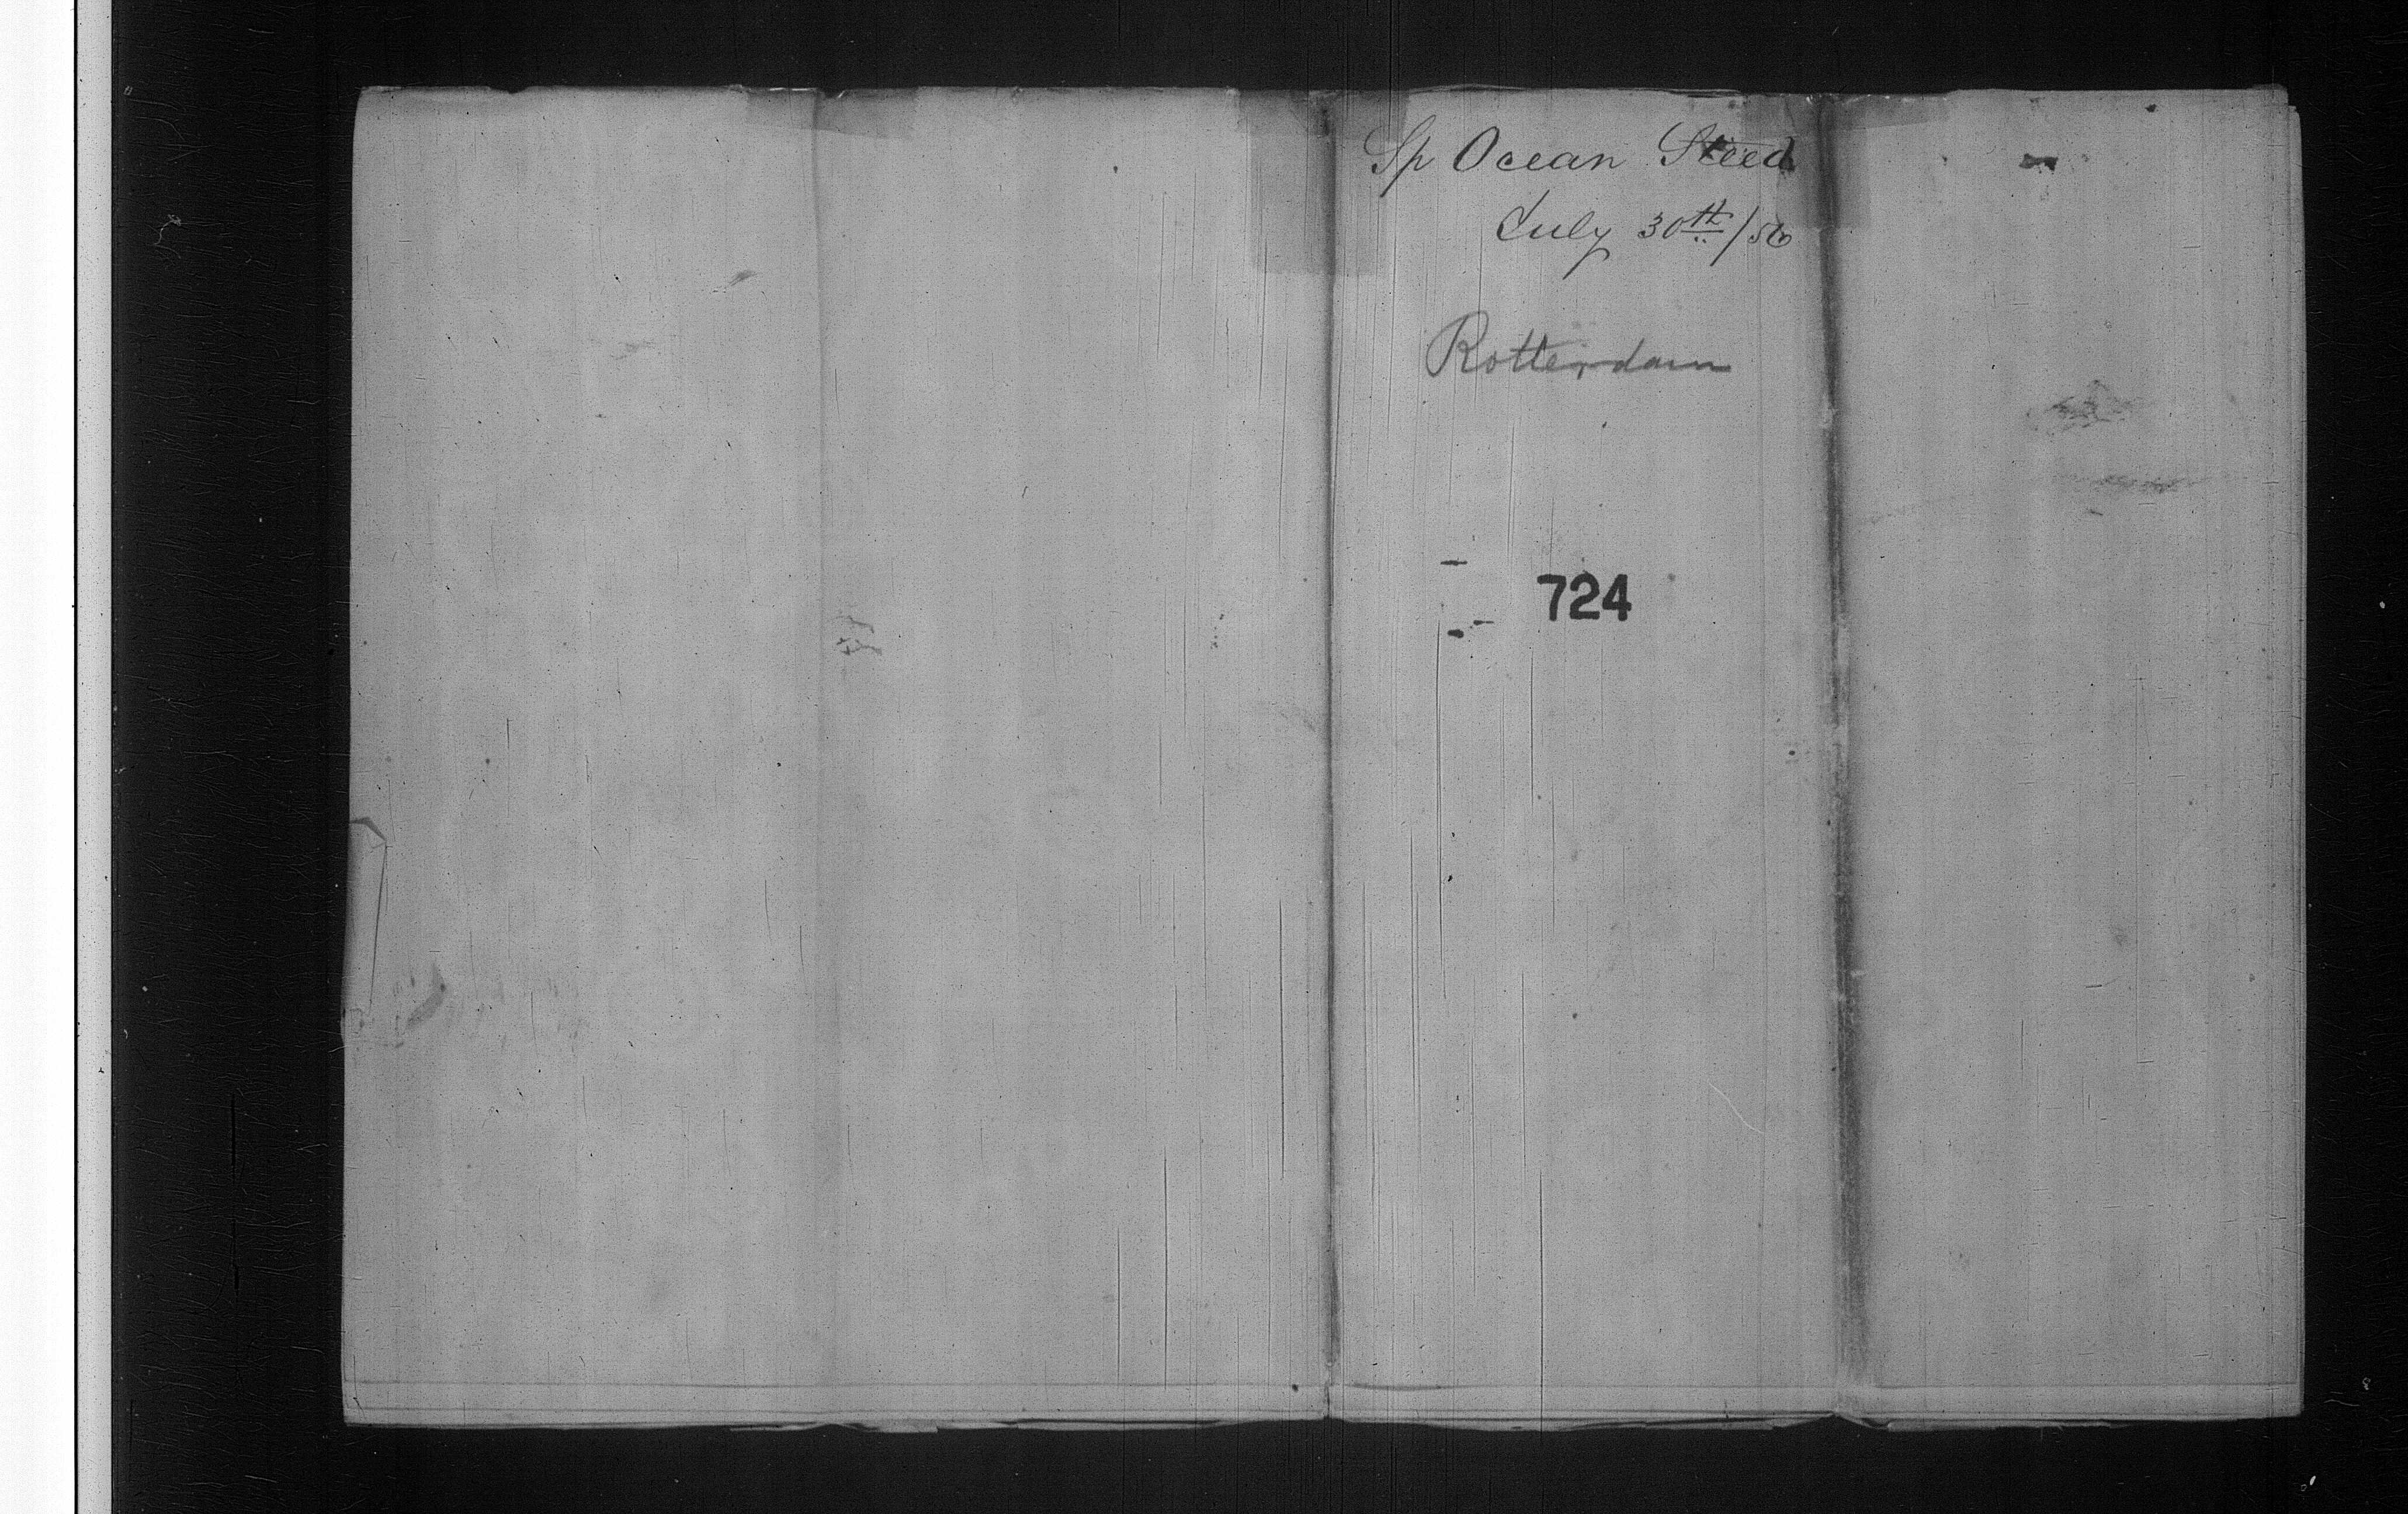 Sp Ocean Steed
July 30th/56
Rotterdam
724